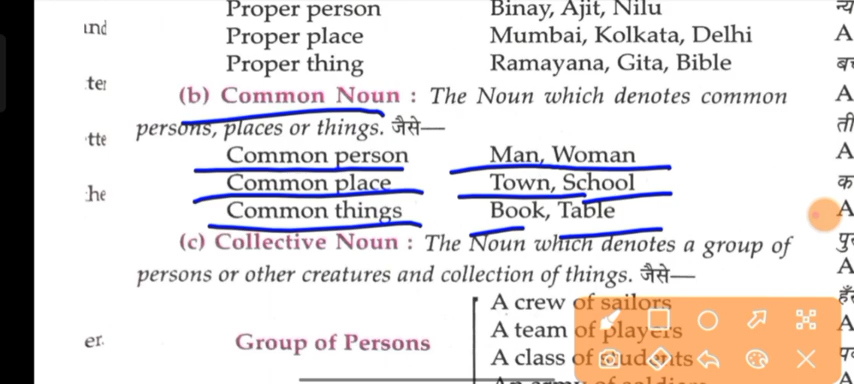 Proper person Binay, Ajit, Nilu
und
Proper place Mumbai, Kolkata, Delhi A
Proper thing Ramayana, Gita, Bible
(b) Common Noun : The Noun which denotes common A
persons, places or things. जैसे— ती
Common person Man, Woman A
Common place Town, School क
Common things Book, Table A
(c) Collective Noun : The Noun which denotes a group of
persons or other creatures and collection of things. जैसे— A
A crew of sailors
A team of players A
er.
Group of Persons
A class of students A